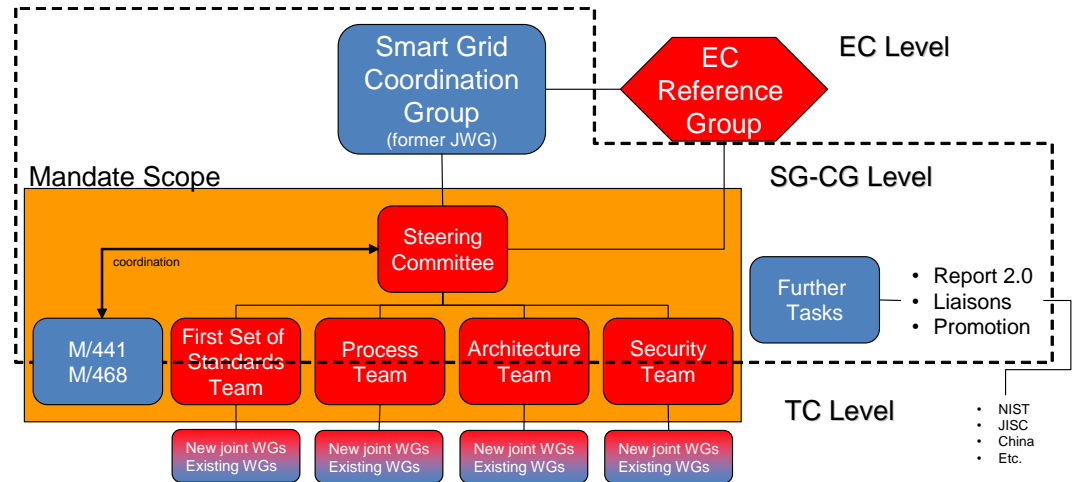 Smart Grid
Coordination
Group
(former JWG)
EC
Reference
Group
EC Level
Mandate Scope
SG-CG Level
Steering
Committee
coordination
Further
Tasks
• Report 2.0
• Liaisons
• Promotion
M/441
M/468
First Set of
Standards
Team
Process
Team
Architecture
Team
Security
Team
TC Level
New joint WGs
Existing WGs
New joint WGs
Existing WGs
New joint WGs
Existing WGs
New joint WGs
Existing WGs
• NIST
• JISC
• China
• Etc.